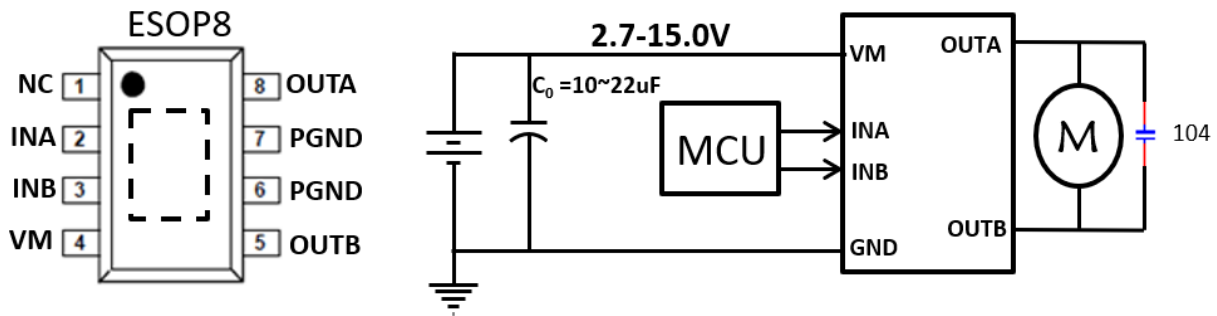 ESOP8
NC 1 8 OUTA
INA 2 7 PGND
INB 3 6 PGND
VM 4 5 OUTB
2.7-15.0V
C₀ =10~22uF
MCU
VM
INA
INB
GND
OUTA
OUTB
M
104